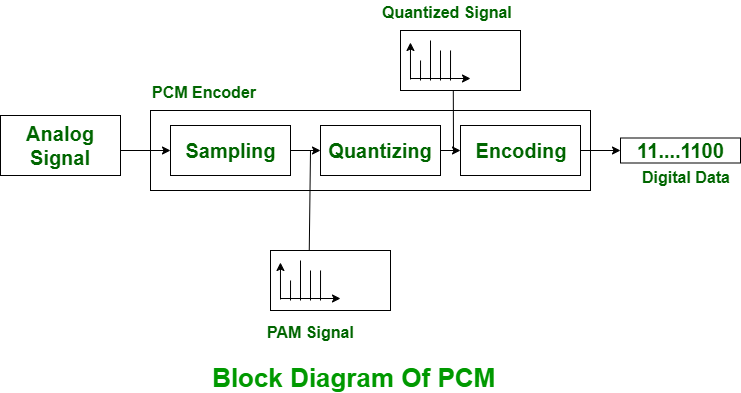 Quantized Signal
PCM Encoder
Analog
Signal
Sampling
Quantizing
Encoding
11....1100
Digital Data
PAM Signal
Block Diagram Of PCM